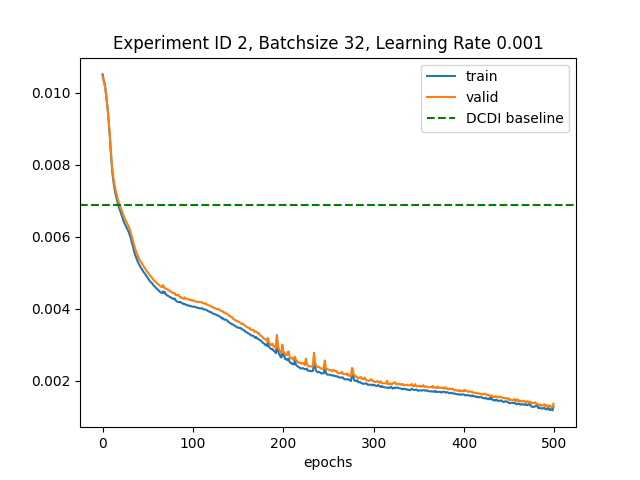 Experiment ID 2, Batchsize 32, Learning Rate 0.001
train
valid
DCDI baseline
0.010
0.008
0.006
0.004
0.002
0 100 200 300 400 500
epochs